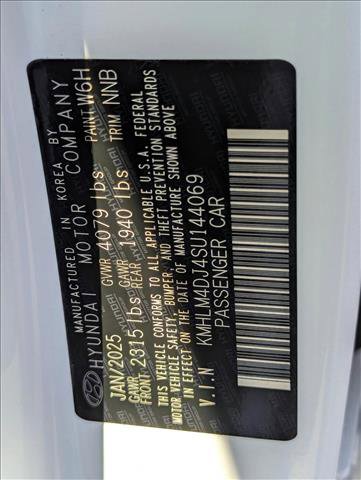 MANUFACTURED IN KOREA BY
HYUNDAI MOTOR COMPANY
JAN/2025 GVWR 4079 lbs PAINT W6H
GAWR FRONT 2315 lbs GAWR REAR 1940 lbs TRIM NNB
THIS VEHICLE CONFORMS TO ALL APPLICABLE U.S.A. FEDERAL
MOTOR VEHICLE SAFETY, BUMPER, AND THEFT PREVENTION STANDARDS
IN EFFECT ON THE DATE OF MANUFACTURE SHOWN ABOVE
V.I.N KMHLM4DJ4SU144069
PASSENGER CAR